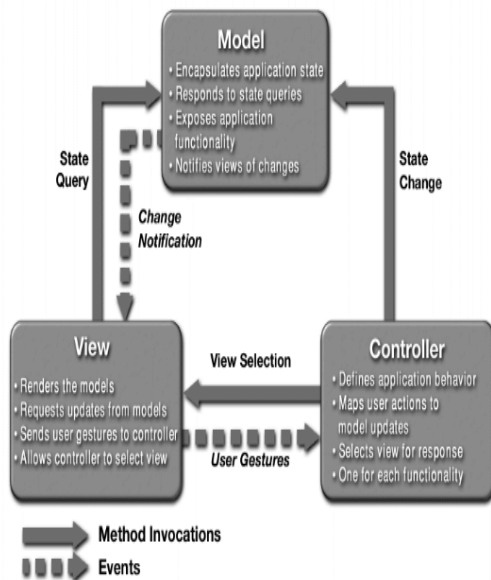 Model
• Encapsulates application state
• Responds to state queries
• Exposes application
functionality
• Notifies views of changes
State
Query
State
Change
Change
Notification
View
• Renders the models
• Requests updates from models
• Sends user gestures to controller
• Allows controller to select view
View Selection
User Gestures
Controller
• Defines application behavior
• Maps user actions to
model updates
• Selects view for response
• One for each functionality
Method Invocations
Events